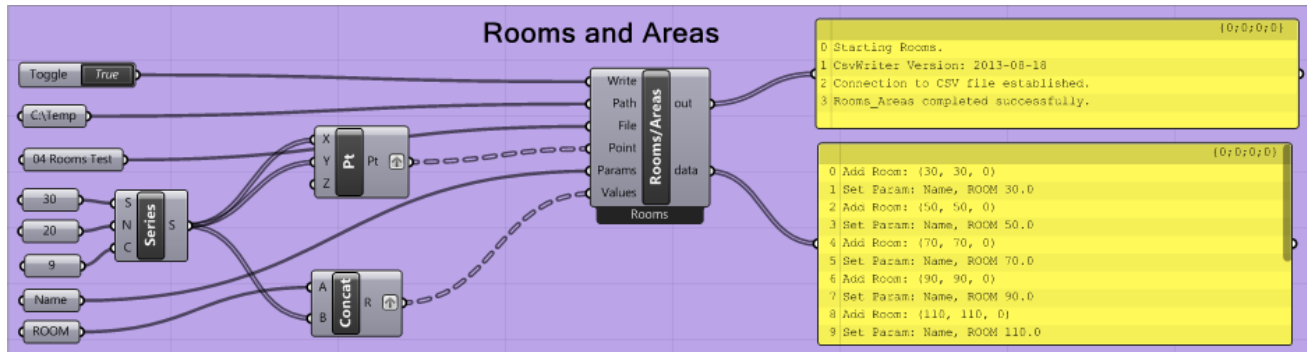 Rooms and Areas
Toggle True
C:\Temp
04 Rooms Test
30
20
9
Name
ROOM
S
N
C
Series
S
X
Y
Z
Pt
Pt
A
B
Concat
R
Write
Path
File
Point
Params
Values
Rooms/Areas
out
data
Rooms
{0;0;0;0}
0 Starting Rooms.
1 CsvWriter Version: 2013-08-18
2 Connection to CSV file established.
3 Rooms_Areas completed successfully.
{0;0;0;0}
0 Add Room: (30, 30, 0)
1 Set Param: Name, ROOM 30.0
2 Add Room: (50, 50, 0)
3 Set Param: Name, ROOM 50.0
4 Add Room: (70, 70, 0)
5 Set Param: Name, ROOM 70.0
6 Add Room: (90, 90, 0)
7 Set Param: Name, ROOM 90.0
8 Add Room: (110, 110, 0)
9 Set Param: Name, ROOM 110.0